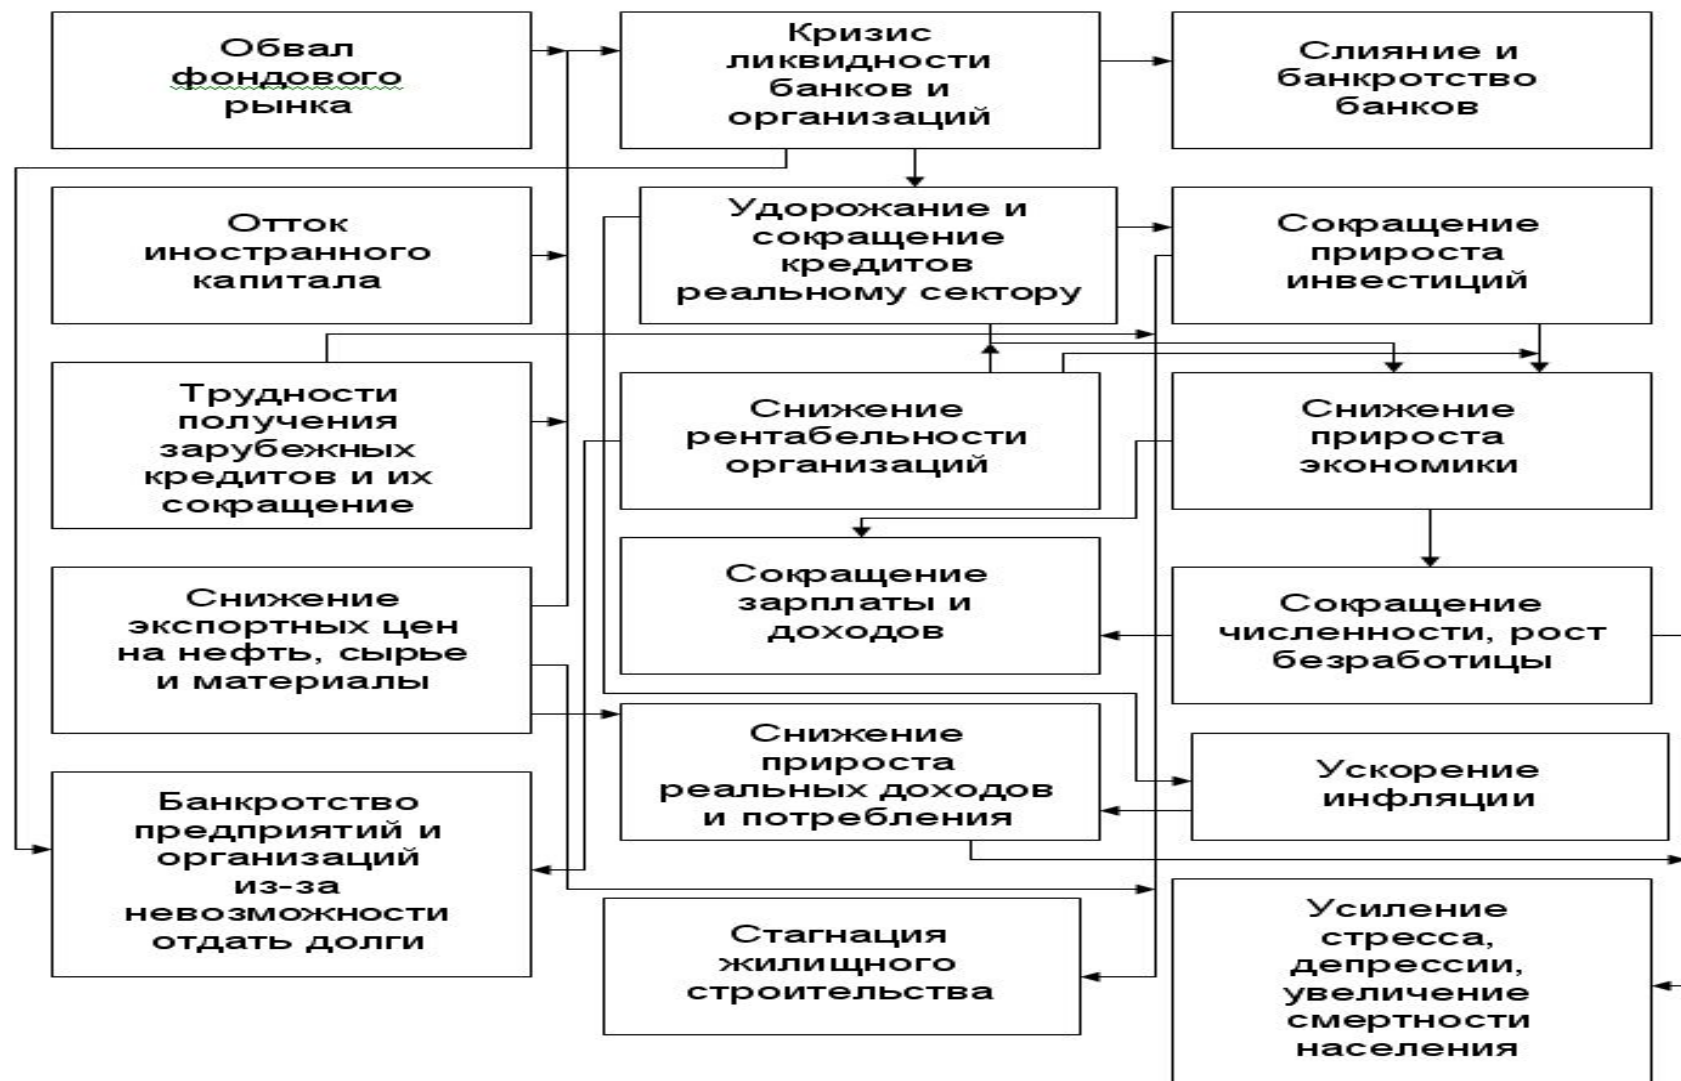 Обвал
фондового
рынка
Кризис
ликвидности
банков и
организаций
Слияние и
банкротство
банков
Отток
иностранного
капитала
Удорожание и
сокращение
кредитов
реальному сектору
Сокращение
прироста
инвестиций
Трудности
получения
зарубежных
кредитов и их
сокращение
Снижение
рентабельности
организаций
Снижение
прироста
экономики
Снижение
экспортных цен
на нефть, сырье
и материалы
Сокращение
зарплаты и
доходов
Сокращение
численности, рост
безработицы
Снижение
прироста
реальных доходов
и потребления
Ускорение
инфляции
Банкротство
предприятий и
организаций
из-за
невозможности
отдать долги
Стагнация
жилищного
строительства
Усиление
стресса,
депрессии,
увеличение
смертности
населения